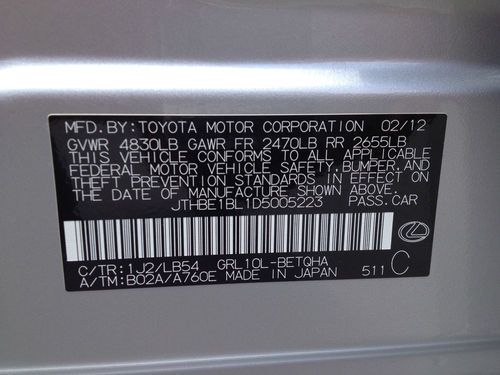 MFD.BY:TOYOTA MOTOR CORPORATION 02/12
GVWR 4830LB GAWR FR 2470LB RR 2655LB
THIS VEHICLE CONFORMS TO ALL APPLICABLE
FEDERAL MOTOR VEHICLE SAFETY, BUMPER, AND
THEFT PREVENTION STANDARDS IN EFFECT ON
THE DATE OF MANUFACTURE SHOWN ABOVE.
JTHBE1BL1D5005223 PASS.CAR
C/TR:1J2/LB54 GRL10L-BETQHA
A/TM:B02A/A760E MADE IN JAPAN 511 C